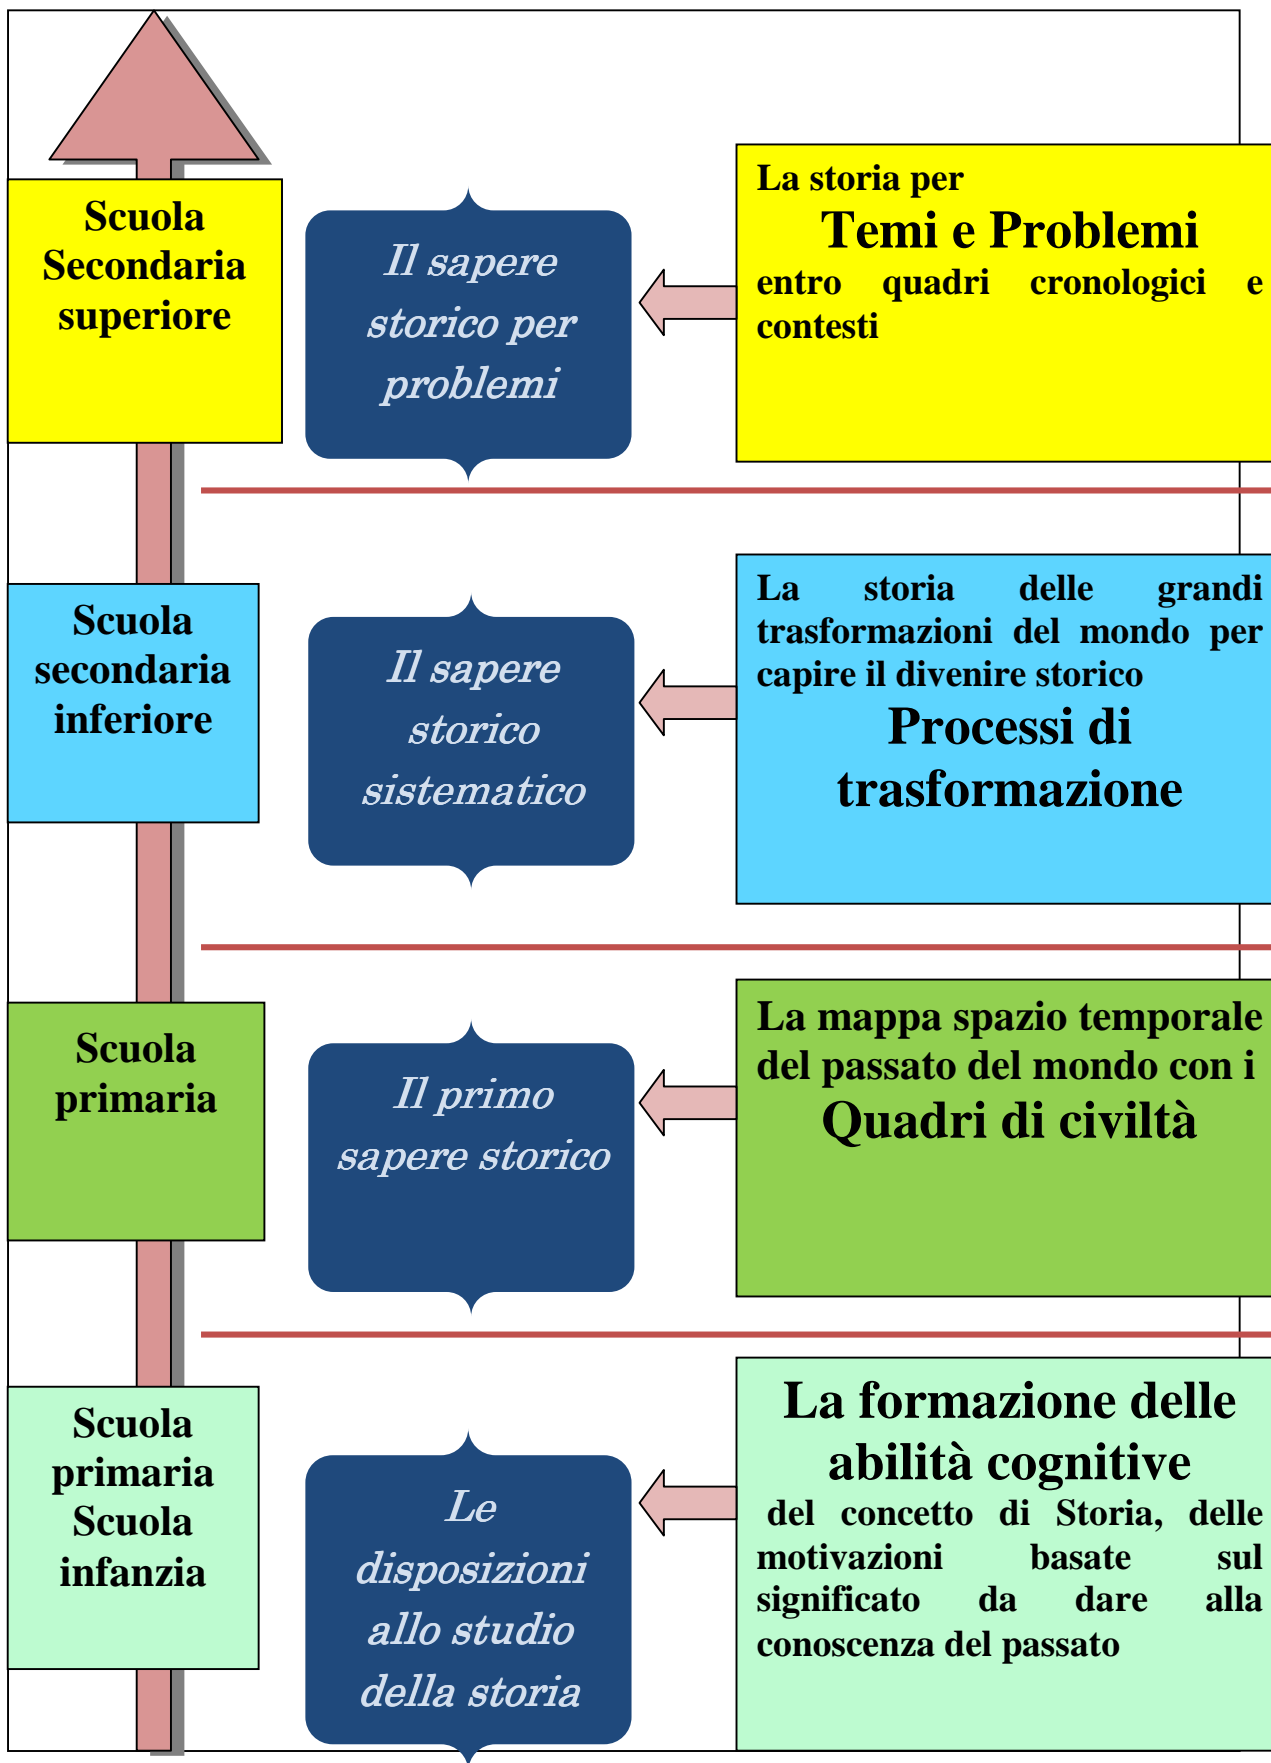 Scuola
Secondaria
superiore
Il sapere
storico per
problemi
La storia per
Temi e Problemi
entro quadri cronologici e
contesti
Scuola
secondaria
inferiore
Il sapere
storico
sistematico
La storia delle grandi
trasformazioni del mondo per
capire il divenire storico
Processi di
trasformazione
Scuola
primaria
Il primo
sapere storico
La mappa spazio temporale
del passato del mondo con i
Quadri di civiltà
Scuola
primaria
Scuola
infanzia
Le
disposizioni
allo studio
della storia
La formazione delle
abilità cognitive
del concetto di Storia, delle
motivazioni basate sul
significato da dare alla
conoscenza del passato